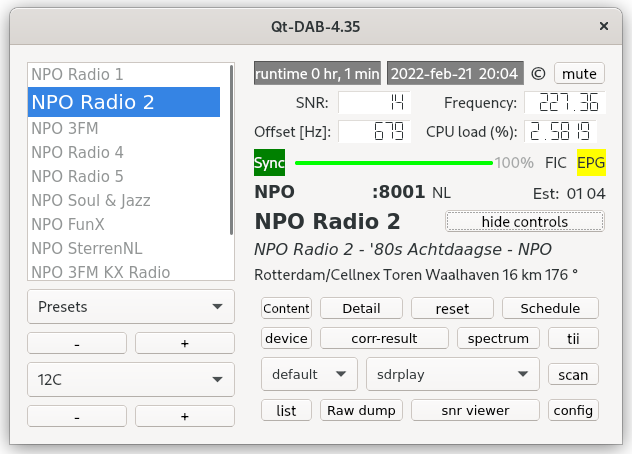 Qt-DAB-4.35
×
NPO Radio 1
NPO Radio 2
NPO 3FM
NPO Radio 4
NPO Radio 5
NPO Soul & Jazz
NPO FunX
NPO SterrenNL
NPO 3FM KX Radio
Presets
- +
12C
- +
runtime 0 hr, 1 min 2022-feb-21 20:04 © mute
SNR: 14 Frequency: 227.36
Offset [Hz]: 679 CPU load (%): 2.5819
Sync 100% FIC EPG
NPO :8001 NL Est: 01 04
NPO Radio 2 hide controls
NPO Radio 2 - '80s Achtdaagse - NPO
Rotterdam/Cellnex Toren Waalhaven 16 km 176 °
Content Detail reset Schedule
device corr-result spectrum tii
default sdrplay scan
list Raw dump snr viewer config